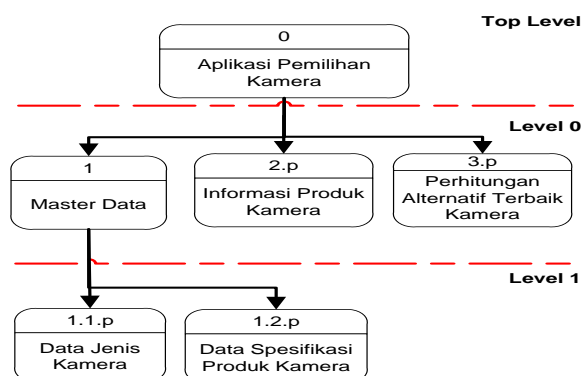 Top Level
0
Aplikasi Pemilihan
Kamera
Level 0
1
Master Data
2.p
Informasi Produk
Kamera
3.p
Perhitungan
Alternatif Terbaik
Kamera
Level 1
1.1.p
Data Jenis
Kamera
1.2.p
Data Spesifikasi
Produk Kamera